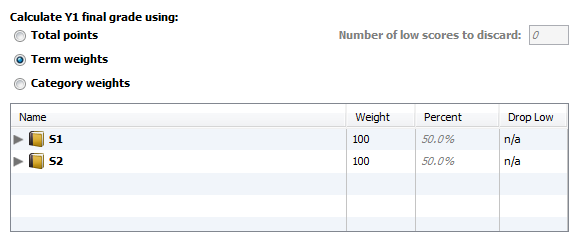 Calculate Y1 final grade using:
Total points
Number of low scores to discard: 0
Term weights
Category weights
Name Weight Percent Drop Low
S1 100 50.0% n/a
S2 100 50.0% n/a